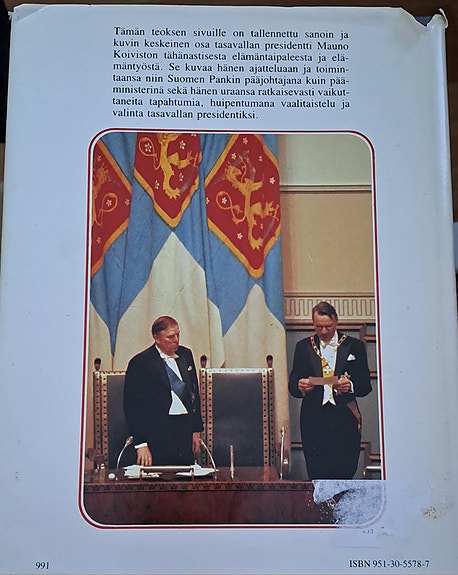 Tämän teoksen sivuille on tallennettu sanoin ja
kuvin keskeinen osa tasavallan presidentti Mauno
Koiviston tähänastisesta elämäntaipaleesta ja elä-
mäntyöstä. Se kuvaa hänen ajatteluaan ja toimin-
taansa niin Suomen Pankin pääjohtajana kuin pää-
ministerinä sekä hänen uraansa ratkaisevasti vaikut-
taneita tapahtumia, huipentumana vaalitaistelu ja
valinta tasavallan presidentiksi.
991
ISBN 951-30-5578-7